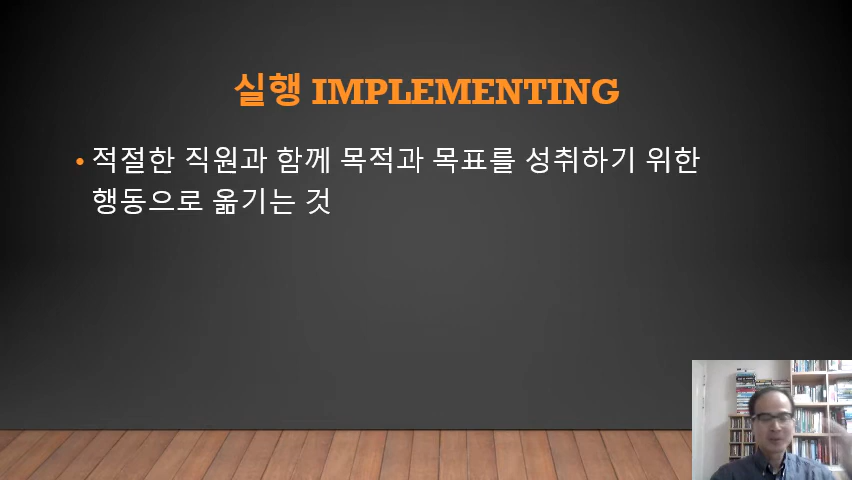 실행 IMPLEMENTING
• 적절한 직원과 함께 목적과 목표를 성취하기 위한
행동으로 옮기는 것